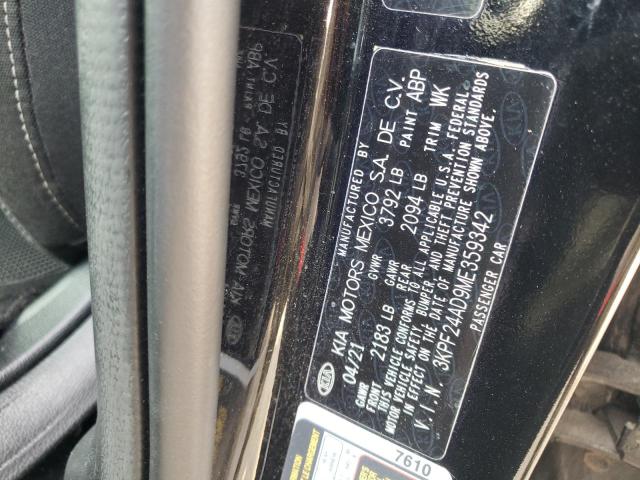 MANUFACTURED BY
KIA KIA MOTORS MEXICO S.A. DE C.V.
04/21 GVWR 3792 LB PAINT ABP
GAWR FRONT 2183 LB GAWR REAR 2094 LB TRIM WK
THIS VEHICLE CONFORMS TO ALL APPLICABLE U.S.A. FEDERAL
MOTOR VEHICLE SAFETY, BUMPER, AND THEFT PREVENTION STANDARDS
IN EFFECT ON THE DATE OF MANUFACTURE SHOWN ABOVE.
V.I.N. 3KPF24AD9ME359342
PASSENGER CAR
7610